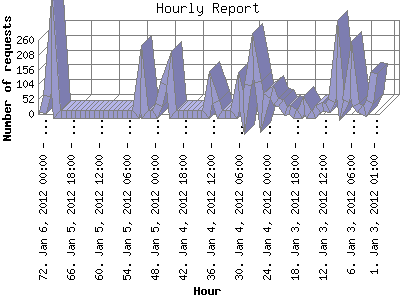 Hourly Report
Number of requests
260
208
156
104
52
0
72. Jan 6, 2012 00:00 - ...
66. Jan 5, 2012 18:00 - ...
60. Jan 5, 2012 12:00 - ...
54. Jan 5, 2012 06:00 - ...
48. Jan 5, 2012 00:00 - ...
42. Jan 4, 2012 18:00 - ...
36. Jan 4, 2012 12:00 - ...
30. Jan 4, 2012 06:00 - ...
24. Jan 4, 2012 00:00 - ...
18. Jan 3, 2012 18:00 - ...
12. Jan 3, 2012 12:00 - ...
6. Jan 3, 2012 06:00 - ...
1. Jan 3, 2012 01:00 - ...
Hour